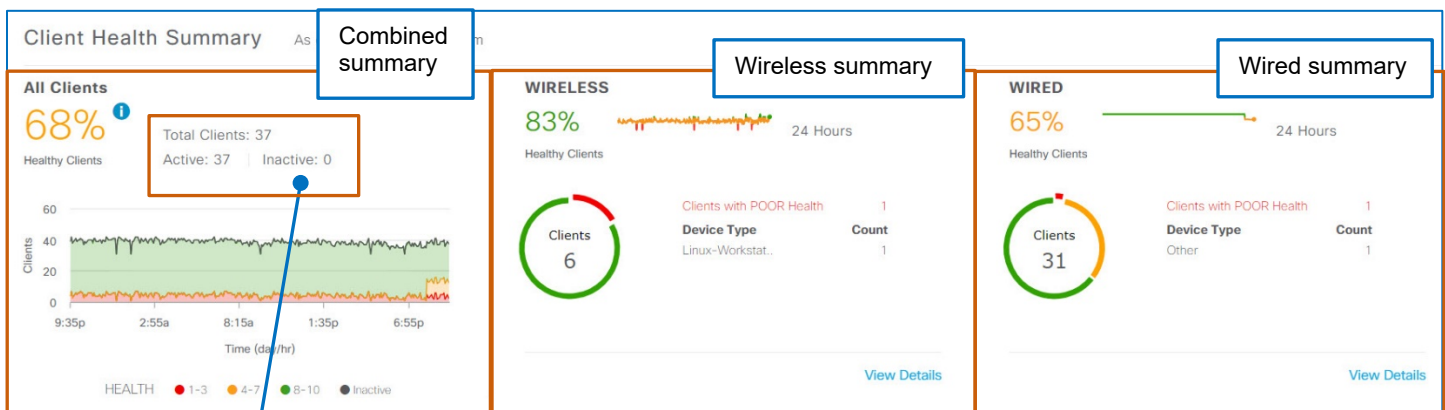 Client Health Summary As m
Combined
summary
Wireless summary
Wired summary
All Clients
68%
i
Healthy Clients
Total Clients: 37
Active: 37 | Inactive: 0
60
40
20
0
Clients
9:35p 2:55a 8:15a 1:35p 6:55p
Time (day/hr)
HEALTH 1-3 4-7 8-10 Inactive
WIRELESS
83%
24 Hours
Healthy Clients
Clients
6
Clients with POOR Health 1
Device Type Count
Linux-Workstat.. 1
View Details
WIRED
65%
24 Hours
Healthy Clients
Clients
31
Clients with POOR Health 1
Device Type Count
Other 1
View Details